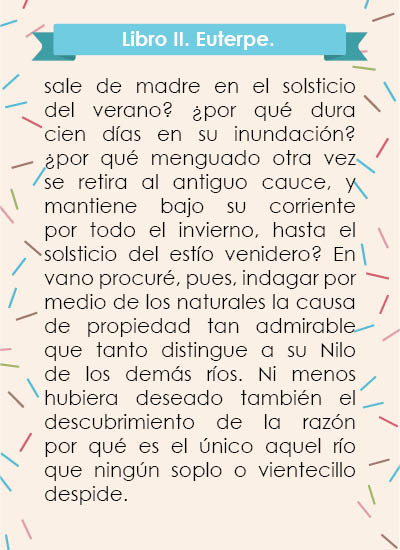 Libro II. Euterpe.
sale de madre en el solsticio
del verano? ¿por qué dura
cien días en su inundación?
¿por qué menguado otra vez
se retira al antiguo cauce, y
mantiene bajo su corriente
por todo el invierno, hasta el
solsticio del estío venidero? En
vano procuré, pues, indagar por
medio de los naturales la causa
de propiedad tan admirable
que tanto distingue a su Nilo
de los demás ríos. Ni menos
hubiera deseado también el
descubrimiento de la razón
por qué es el único aquel río
que ningún soplo o vientecillo
despide.